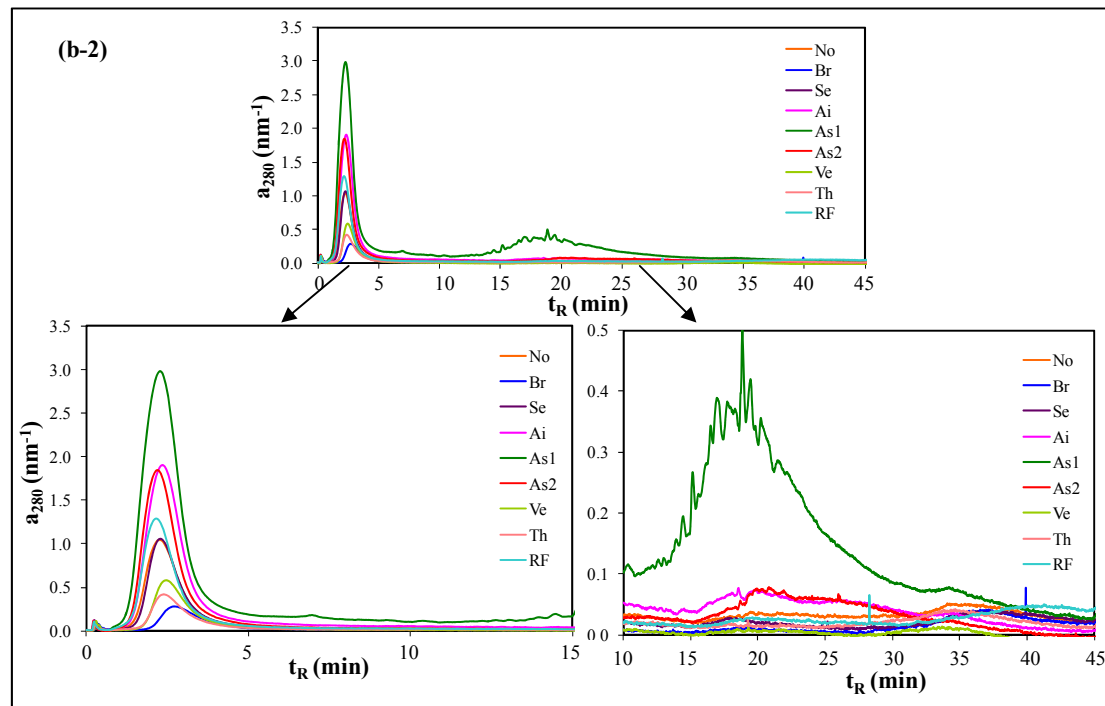 (b-2)
3.5
3.0
2.5
2.0
1.5
1.0
0.5
0.0
a280 (nm-1)
0 5 10 15 20 25 30 35 40 45
tR (min)
No
Br
Se
Ai
As1
As2
Ve
Th
RF
3.5
3.0
2.5
2.0
1.5
1.0
0.5
0.0
a280 (nm-1)
0 5 10 15
tR (min)
No
Br
Se
Ai
As1
As2
Ve
Th
RF
0.5
0.4
0.3
0.2
0.1
0.0
10 15 20 25 30 35 40 45
tR (min)
No
Br
Se
Ai
As1
As2
Ve
Th
RF